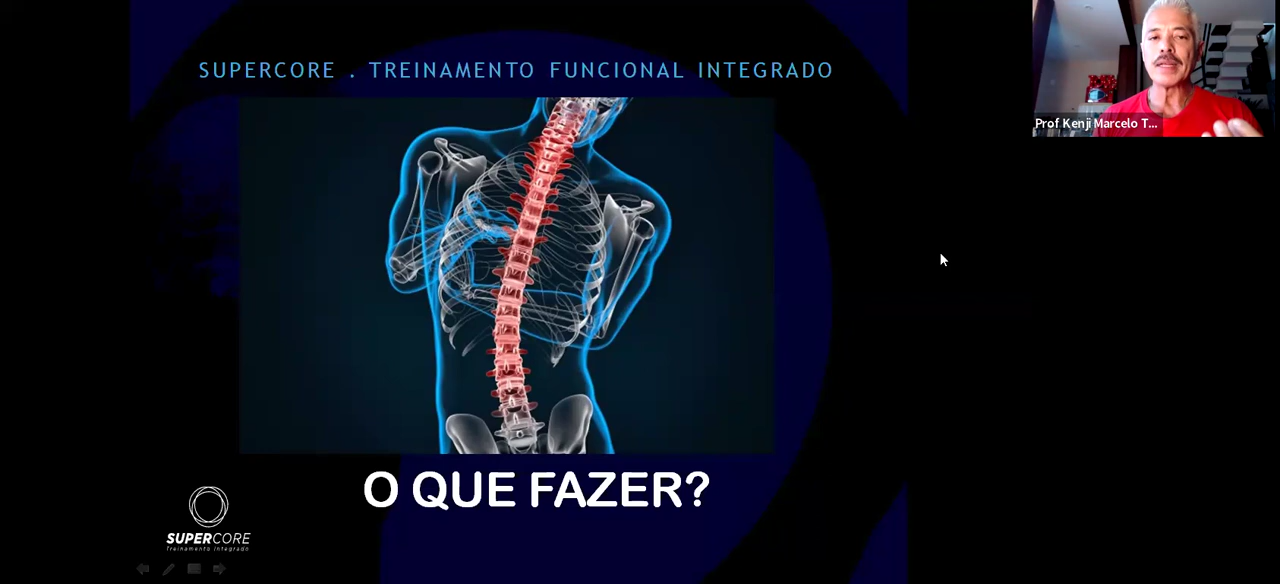 SUPERCORE . TREINAMENTO FUNCIONAL INTEGRADO
Prof Kenji Marcelo T...
O QUE FAZER?
SUPERCORE
Treinamento Integrado